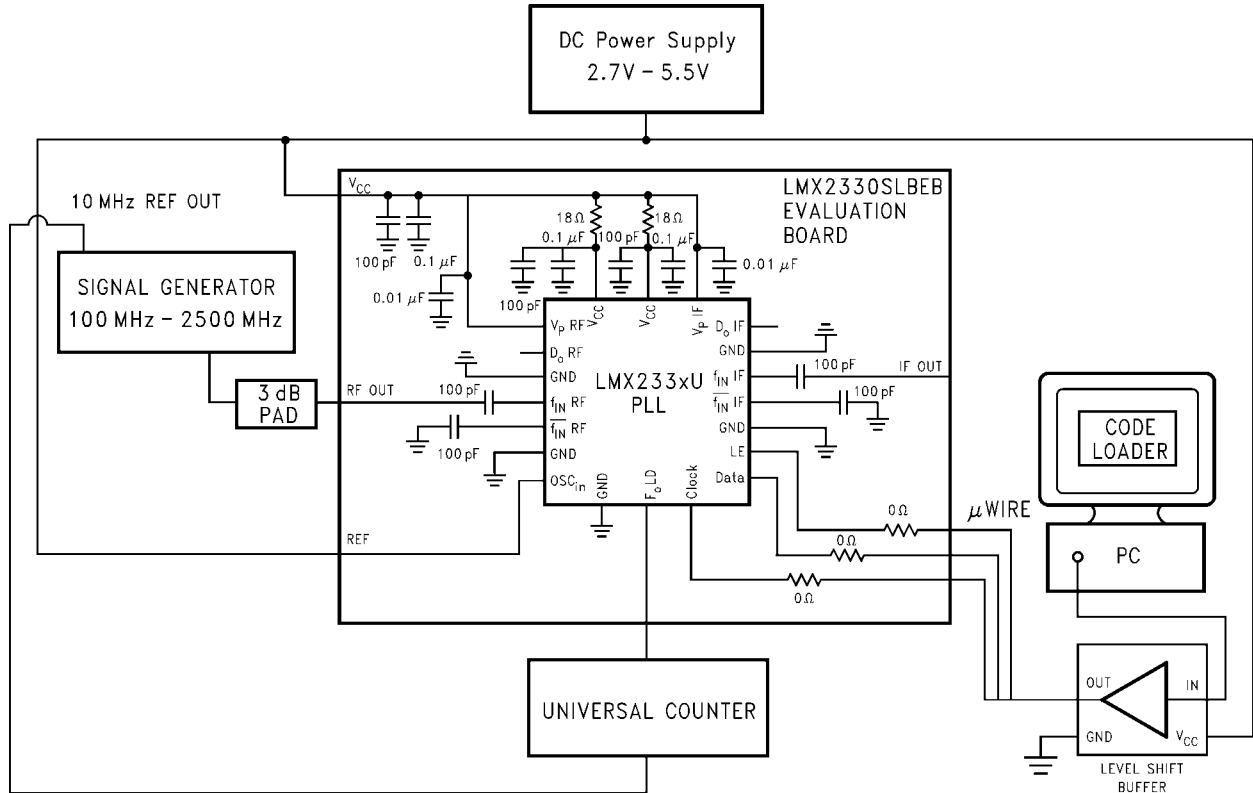 DC Power Supply
2.7V – 5.5V
10 MHz REF OUT
SIGNAL GENERATOR
100 MHz – 2500 MHz
3 dB
PAD
RF OUT
REF
V_CC
LMX2330SLBEB
EVALUATION
BOARD
100 pF
0.1 µF
0.01 µF
18Ω
18Ω
0.1 µF
100 pF
0.1 µF
100 pF
0.01 µF
V_CC
V_CC
V_P IF
V_P RF
D_o RF
GND
f_IN RF
f̅_IN̅ RF
GND
OSC_in
LMX233xU
PLL
D_o IF
GND
f_IN IF
f̅_IN̅ IF
GND
LE
Data
GND
F_oLD
Clock
100 pF
100 pF
100 pF
100 pF
IF OUT
0Ω
0Ω
0Ω
µWIRE
CODE
LOADER
PC
UNIVERSAL COUNTER
OUT
IN
GND
V_CC
LEVEL SHIFT
BUFFER